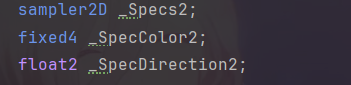 sampler2D _Specs2;
fixed4 _SpecColor2;
float2 _SpecDirection2;